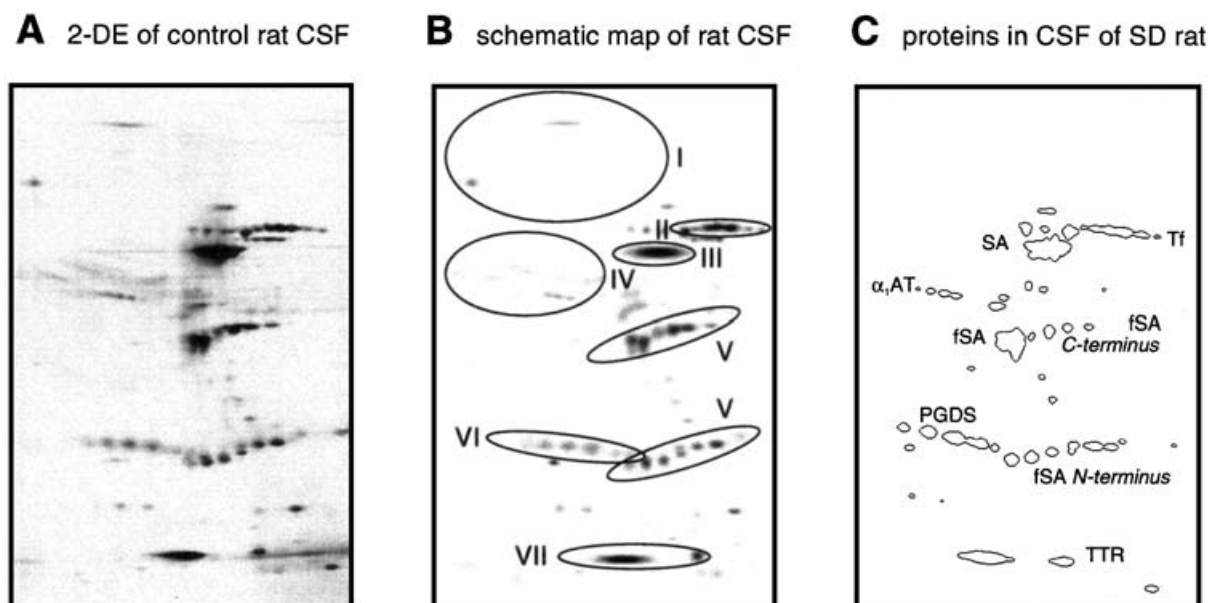 A 2-DE of control rat CSF
B schematic map of rat CSF
I
II
III
IV
V
V
VI
VII
C proteins in CSF of SD rat
SA
Tf
α₁AT
fSA
fSA
C-terminus
PGDS
fSA N-terminus
TTR